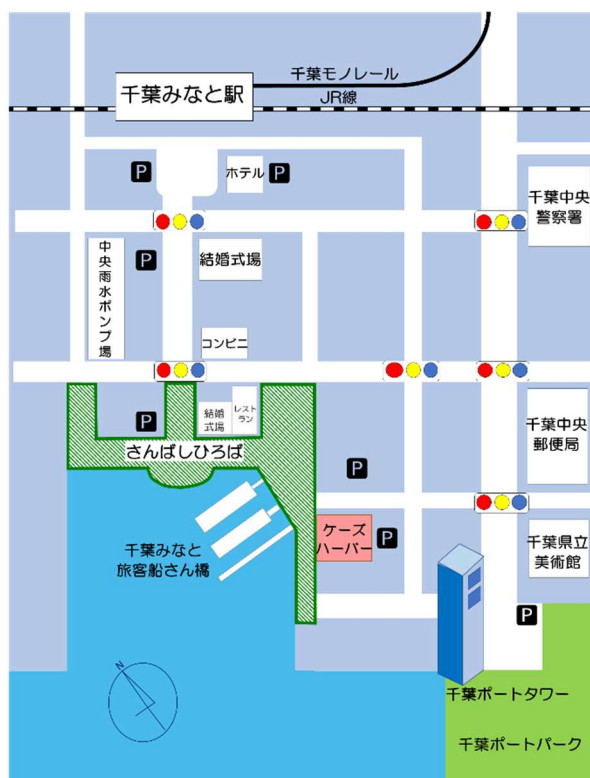 千葉モノレール
千葉みなと駅
JR線
P
ホテル
P
千葉中央
警察署
中央雨水ポンプ場
P
結婚式場
コンビニ
P
結婚
式場
レスト
ラン
千葉中央
郵便局
さんばしひろば
P
ケーズ
ハーバー
P
千葉みなと
旅客船さん橋
千葉県立
美術館
P
N
千葉ポートタワー
千葉ポートパーク